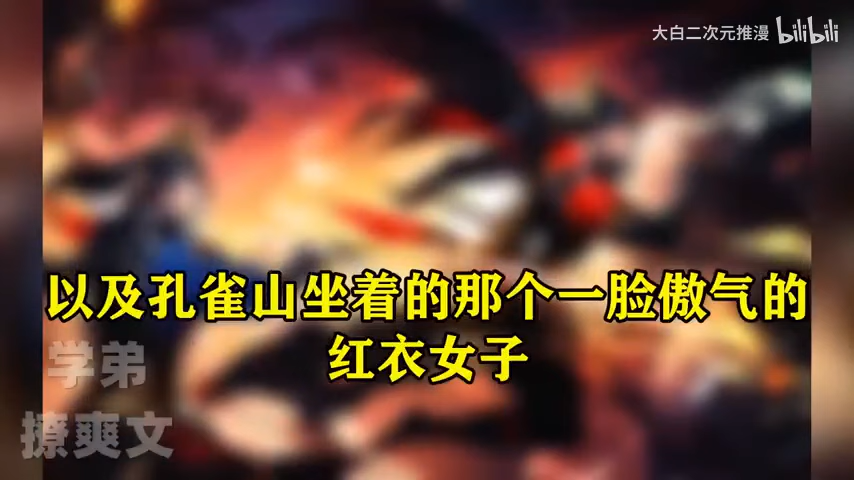 大白二次元推漫 bilibili
以及孔雀山坐着的那个一脸傲气的
红衣女子
学弟
撩爽文